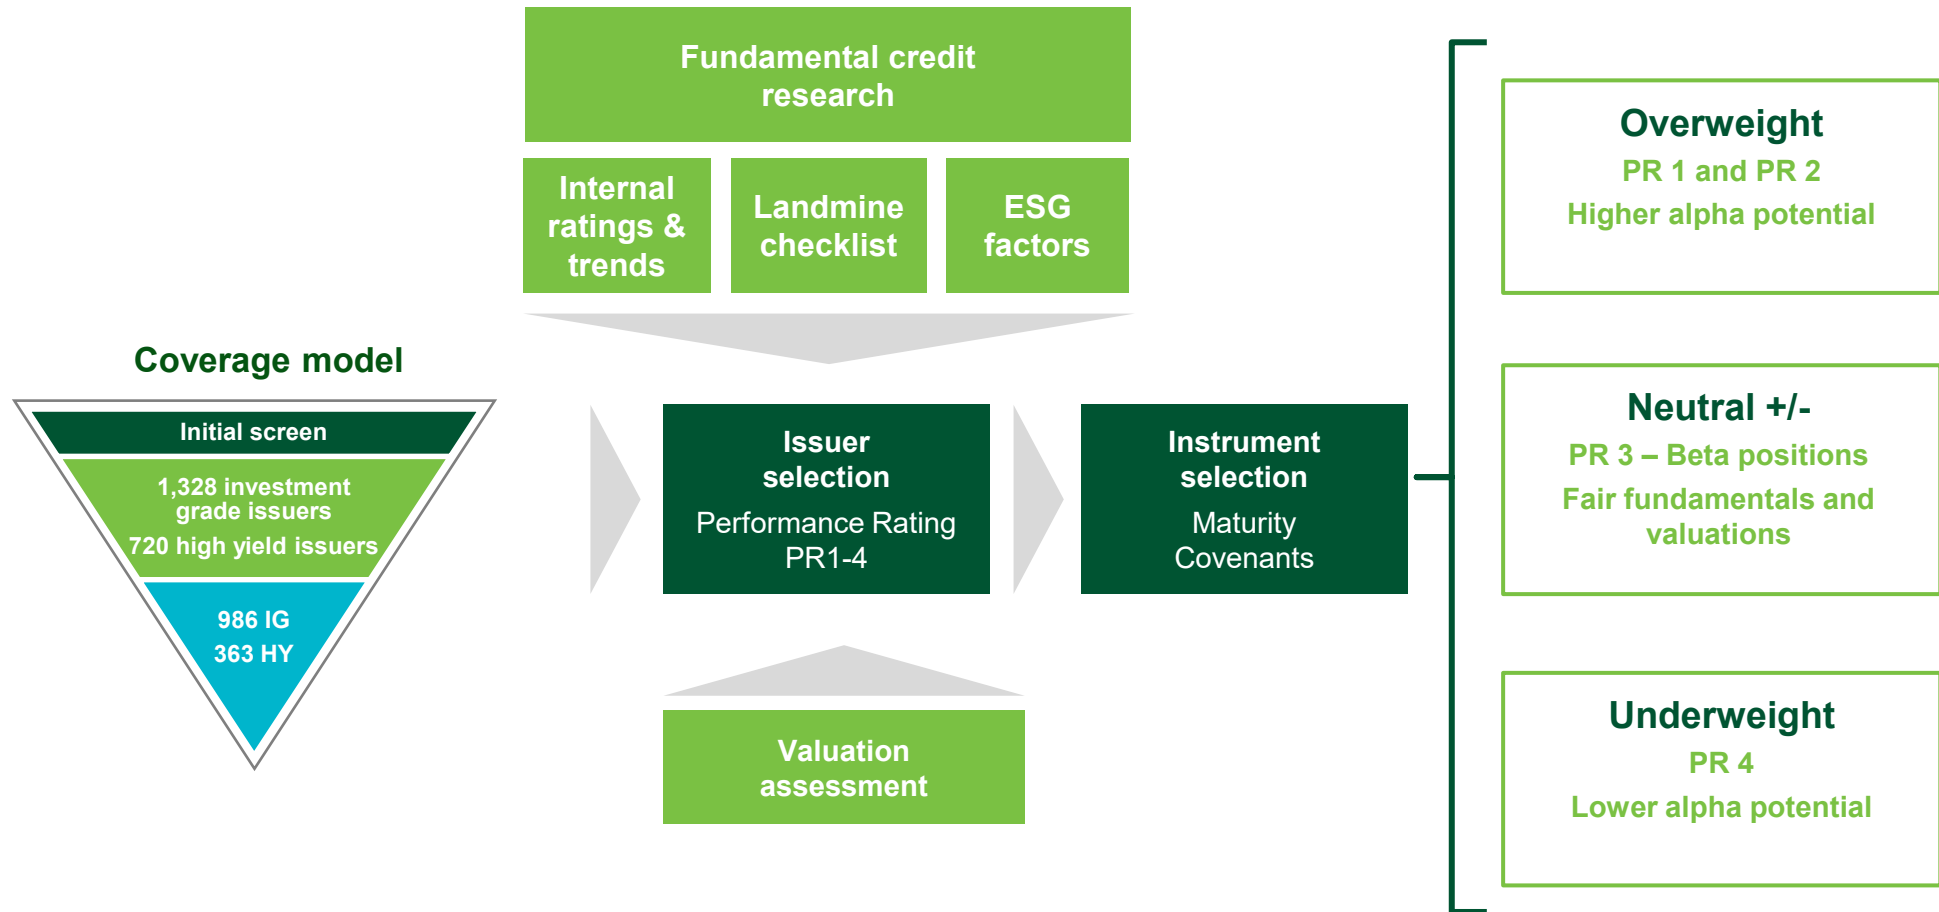 Fundamental credit
research
Internal
ratings &
trends
Landmine
checklist
ESG
factors
Coverage model
Initial screen
1,328 investment
grade issuers
720 high yield issuers
986 IG
363 HY
Issuer
selection
Performance Rating
PR1-4
Instrument
selection
Maturity
Covenants
Valuation
assessment
Overweight
PR 1 and PR 2
Higher alpha potential
Neutral +/-
PR 3 – Beta positions
Fair fundamentals and
valuations
Underweight
PR 4
Lower alpha potential